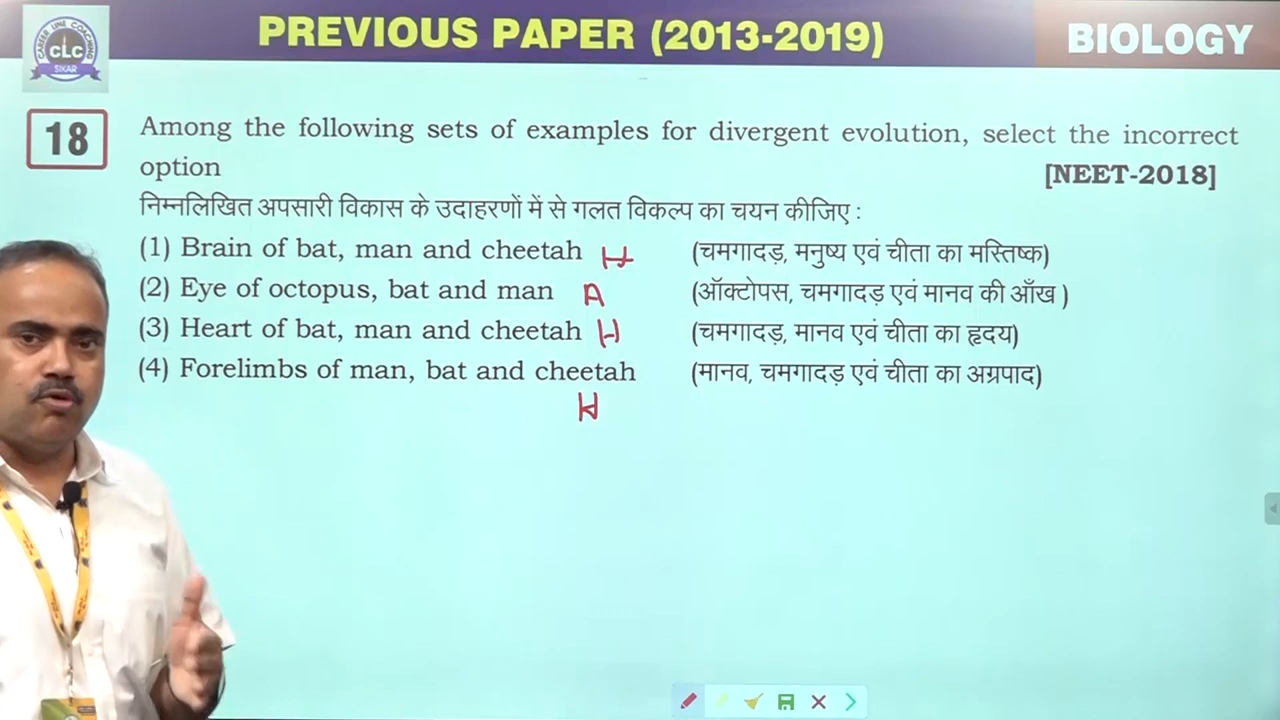 PREVIOUS PAPER (2013-2019)
BIOLOGY
CAREER LINE COACHING
CLC
SIKAR
18
Among the following sets of examples for divergent evolution, select the incorrect
option [NEET-2018]
निम्नलिखित अपसारी विकास के उदाहरणों में से गलत विकल्प का चयन कीजिए :
(1) Brain of bat, man and cheetah H (चमगादड़, मनुष्य एवं चीता का मस्तिष्क)
(2) Eye of octopus, bat and man A (ऑक्टोपस, चमगादड़ एवं मानव की आँख )
(3) Heart of bat, man and cheetah H (चमगादड़, मानव एवं चीता का हृदय)
(4) Forelimbs of man, bat and cheetah (मानव, चमगादड़ एवं चीता का अग्रपाद)
H